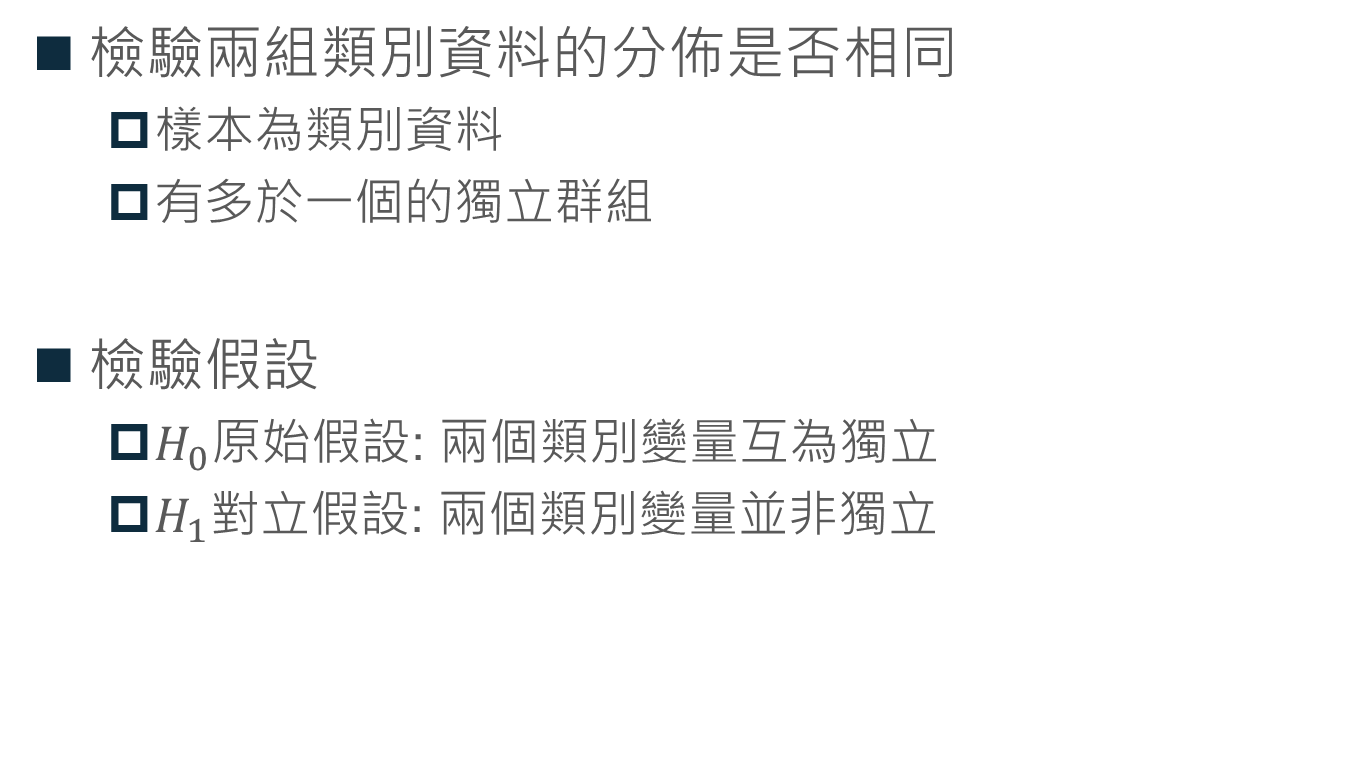 ■ 檢驗兩組類別資料的分佈是否相同
❑ 樣本為類別資料
❑ 有多於一個的獨立群組
■ 檢驗假設
❑ H₀原始假設: 兩個類別變量互為獨立
❑ H₁對立假設: 兩個類別變量並非獨立